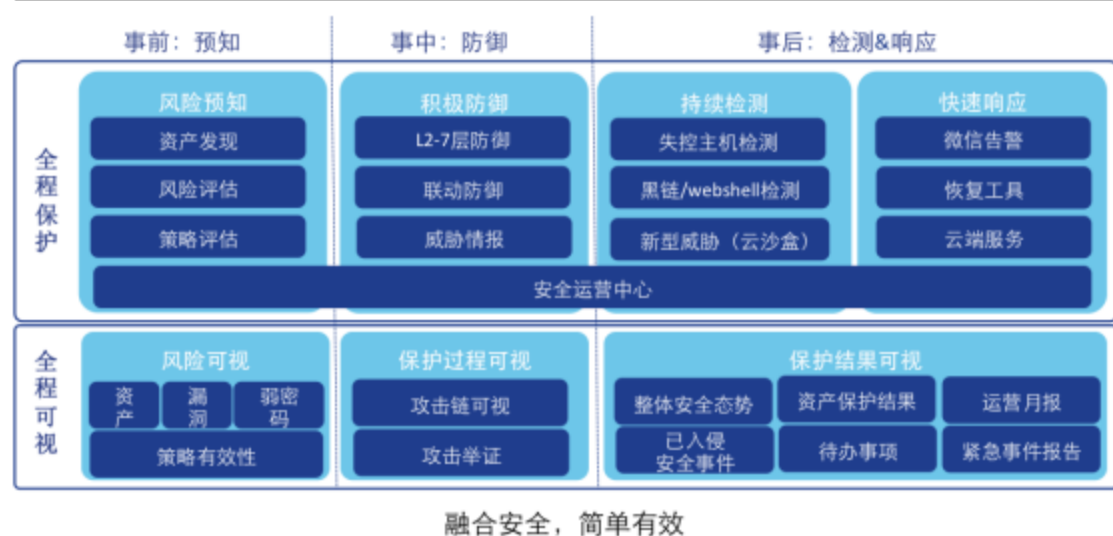 事前：预知
事中：防御
事后：检测&响应
全程保护
风险预知
资产发现
风险评估
策略评估
积极防御
L2-7层防御
联动防御
威胁情报
持续检测
失控主机检测
黑链/webshell检测
新型威胁（云沙盒）
快速响应
微信告警
恢复工具
云端服务
安全运营中心
全程可视
风险可视
资产
漏洞
弱密码
策略有效性
保护过程可视
攻击链可视
攻击举证
保护结果可视
整体安全态势
资产保护结果
运营月报
已入侵
安全事件
待办事项
紧急事件报告
融合安全，简单有效